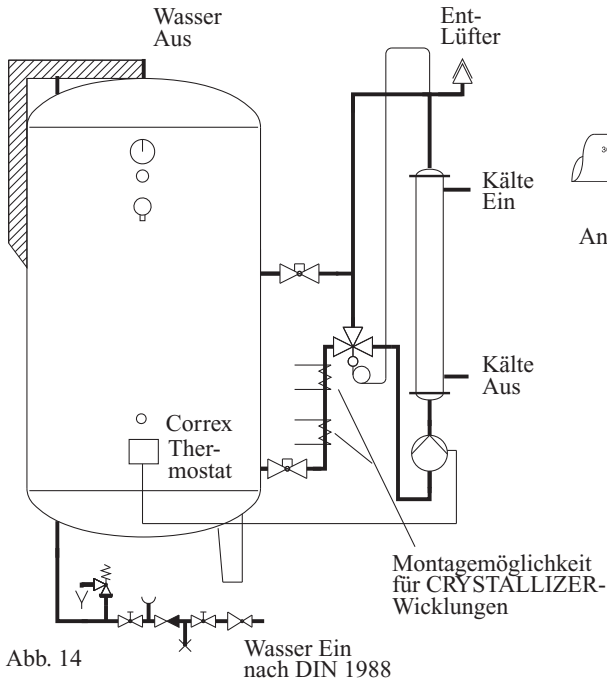 Wasser
Aus
Ent-
Lüfter
Kälte
Ein
An
Kälte
Aus
Correx
Ther-
mostat
Montagemöglichkeit
für CRYSTALLIZER-
Wicklungen
Wasser Ein
nach DIN 1988
Abb. 14